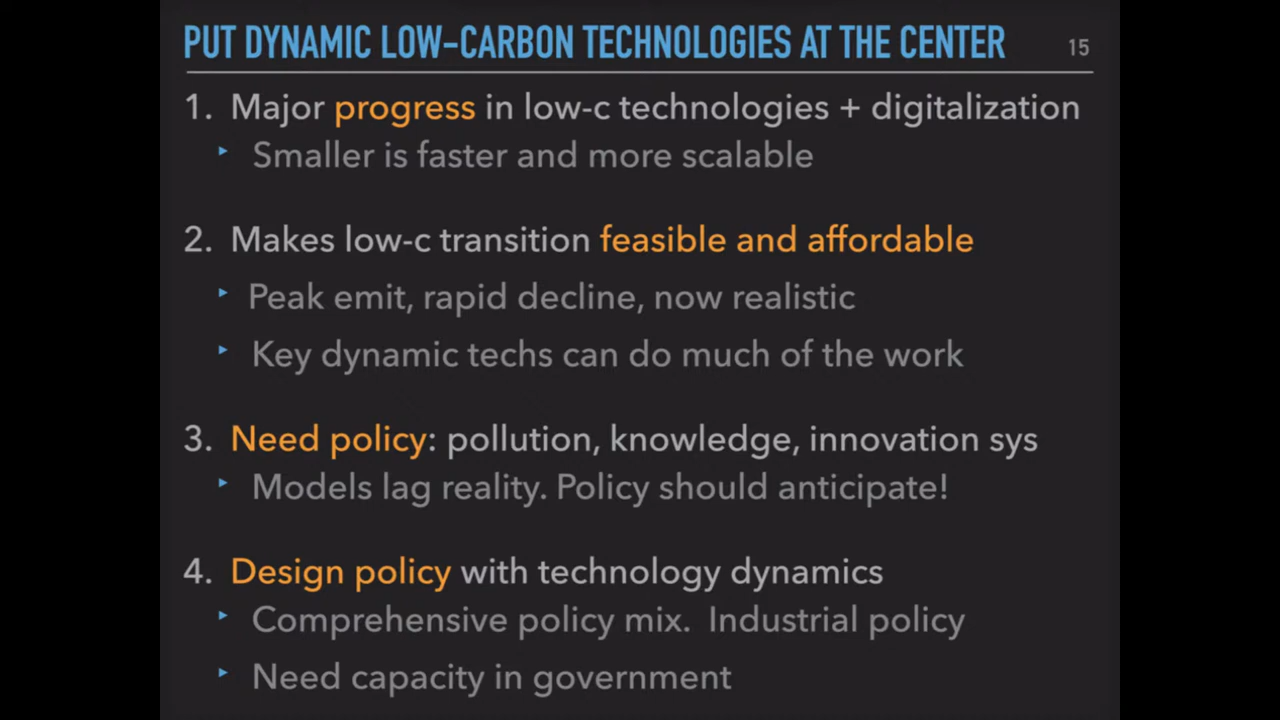 PUT DYNAMIC LOW-CARBON TECHNOLOGIES AT THE CENTER 15
1. Major progress in low-c technologies + digitalization
‣ Smaller is faster and more scalable
2. Makes low-c transition feasible and affordable
‣ Peak emit, rapid decline, now realistic
‣ Key dynamic techs can do much of the work
3. Need policy: pollution, knowledge, innovation sys
‣ Models lag reality. Policy should anticipate!
4. Design policy with technology dynamics
‣ Comprehensive policy mix. Industrial policy
‣ Need capacity in government